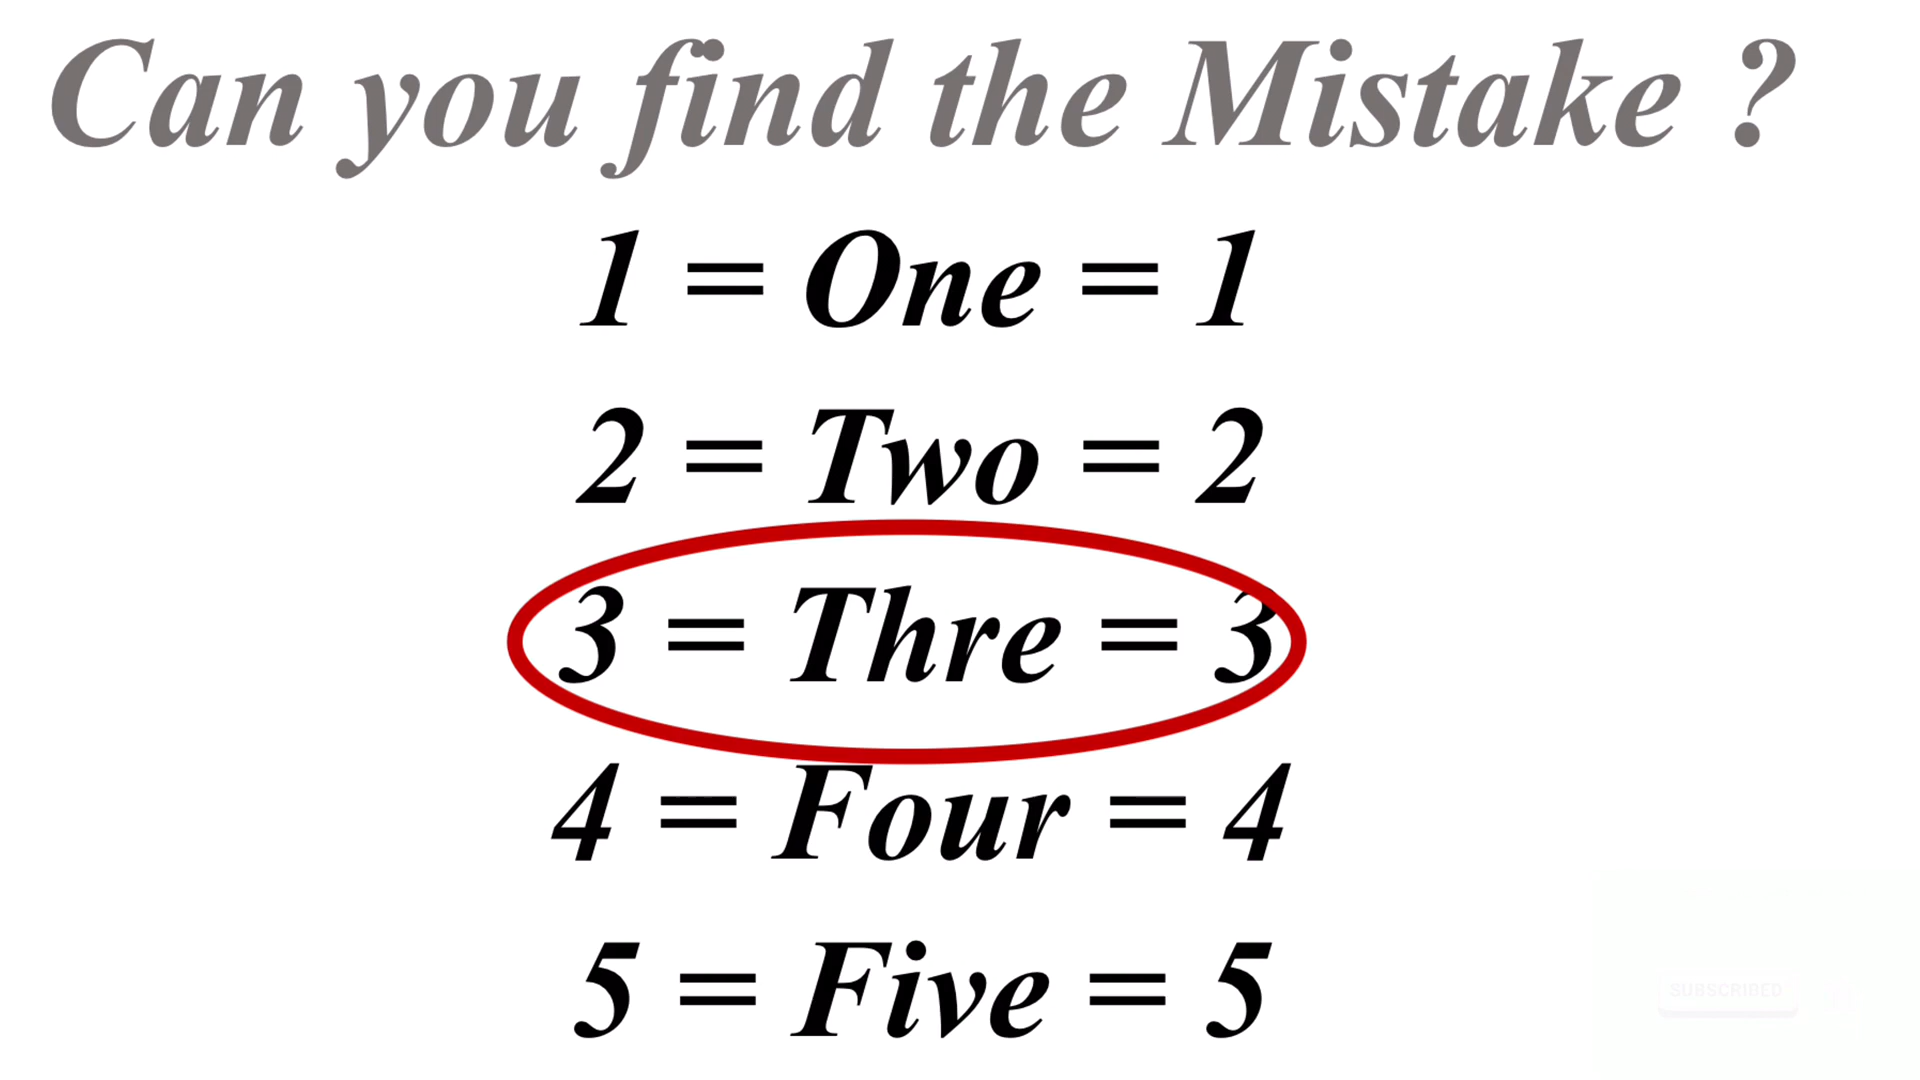 Can you find the Mistake ?
1 = One = 1
2 = Two = 2
3 = Thre = 3
4 = Four = 4
5 = Five = 5
SUBSCRIBED